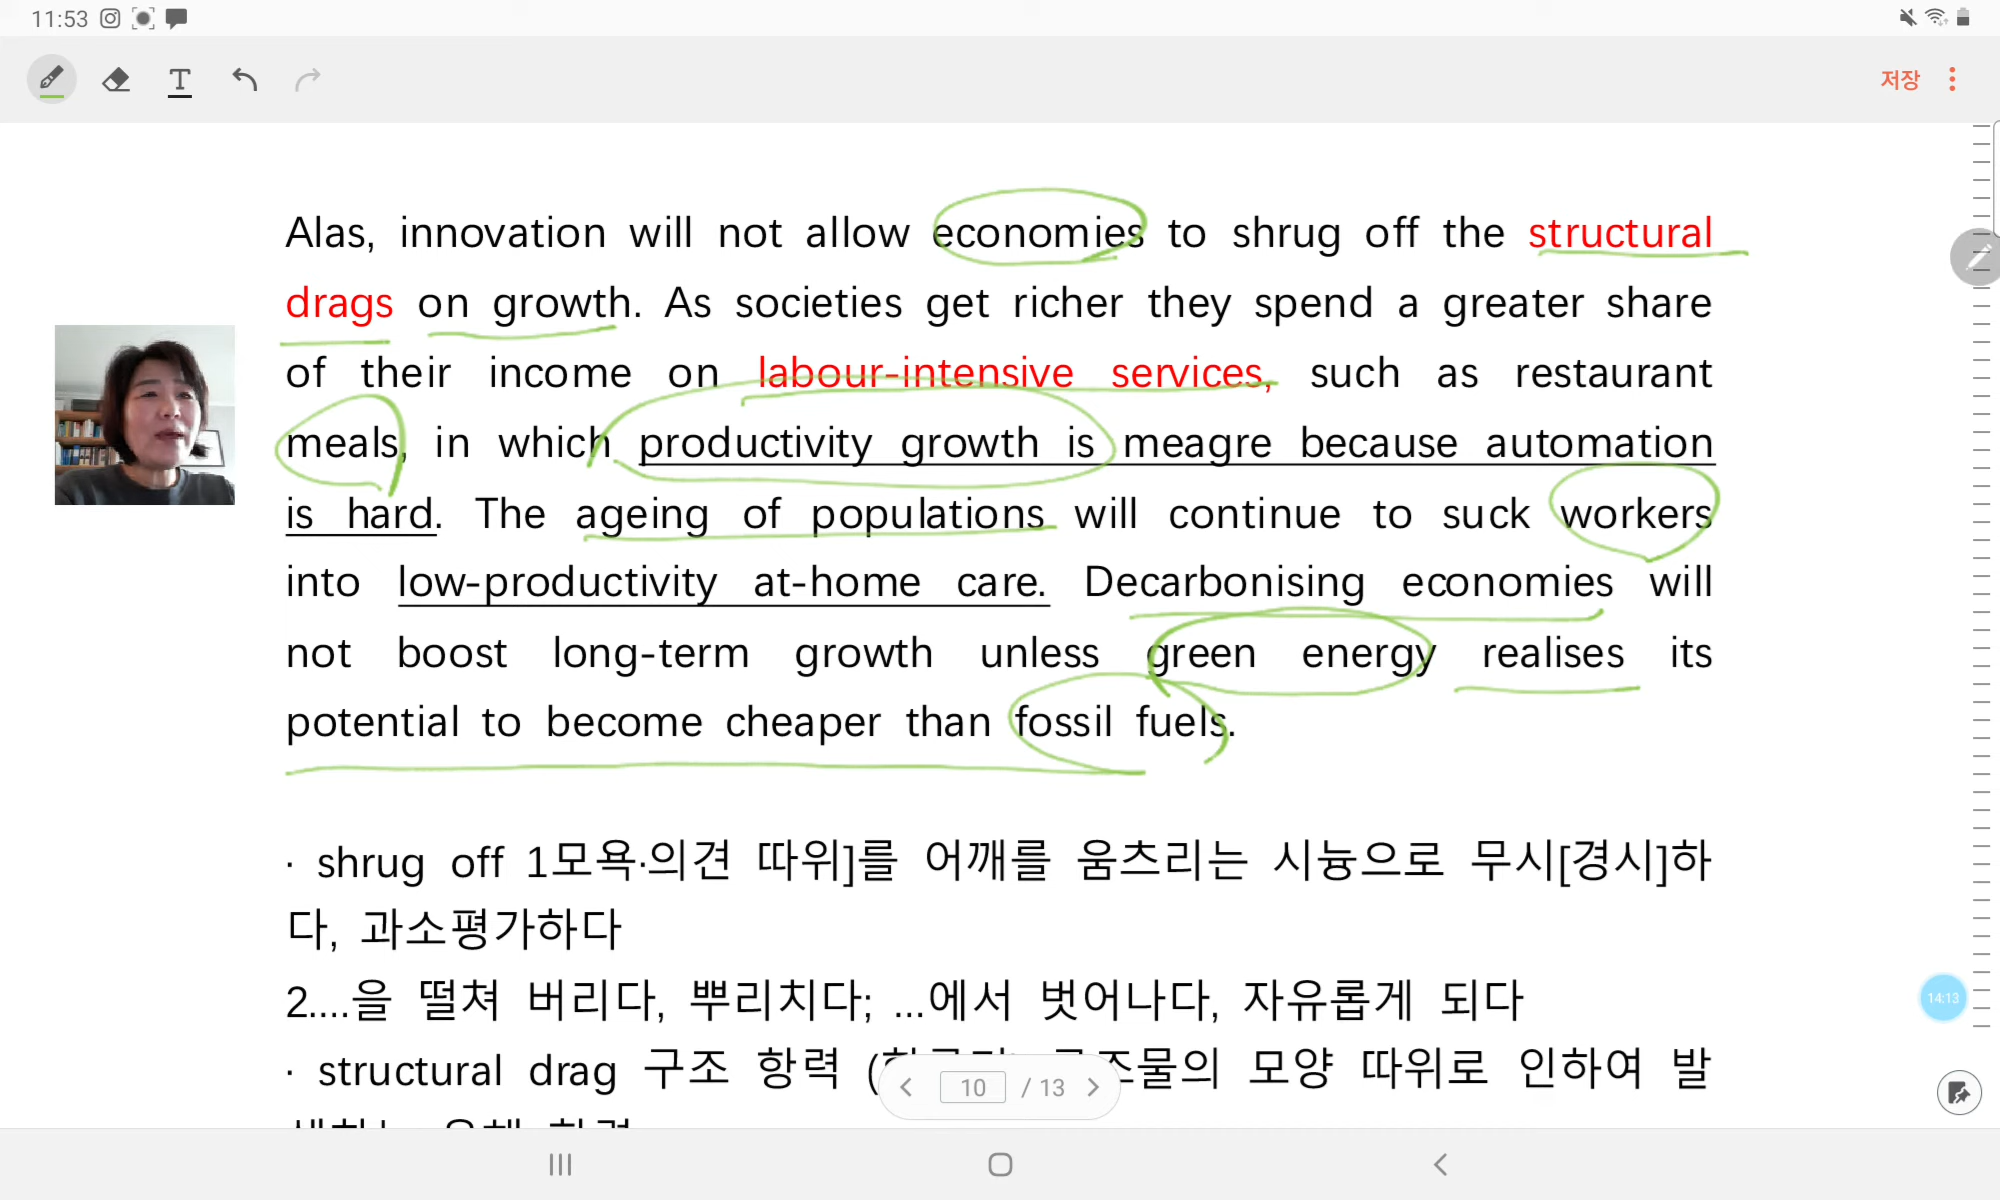 11:53
저장
Alas, innovation will not allow economies to shrug off the structural
drags on growth. As societies get richer they spend a greater share
of their income on labour-intensive services, such as restaurant
meals, in which productivity growth is meagre because automation
is hard. The ageing of populations will continue to suck workers
into low-productivity at-home care. Decarbonising economies will
not boost long-term growth unless green energy realises its
potential to become cheaper than fossil fuels.
· shrug off 1모욕·의견 따위]를 어깨를 움츠리는 시늉으로 무시[경시]하
다, 과소평가하다
2....을 떨쳐 버리다, 뿌리치다; ...에서 벗어나다, 자유롭게 되다
14:13
· structural drag 구조 항력 모양 따위로 인하여 발
10 / 13